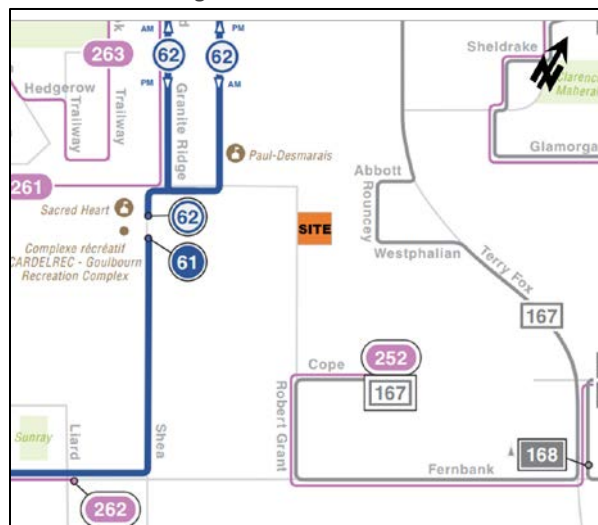 263
Hedgerow
Trailway
Trailway
AM
PM
62
62
PM
AM
Granite Ridge
Paul-Desmarais
Sheldrake
N
Glamorga
Abbott
Rouncey
Westphalian
Terry Fox
261
Sacred Heart
62
Complexe récréatif
CARDELREC - Goulbourn
Recreation Complex
61
SITE
167
Cope
252
167
Robert Grant
Sunray
Liard
Shea
Fernbank
168
262